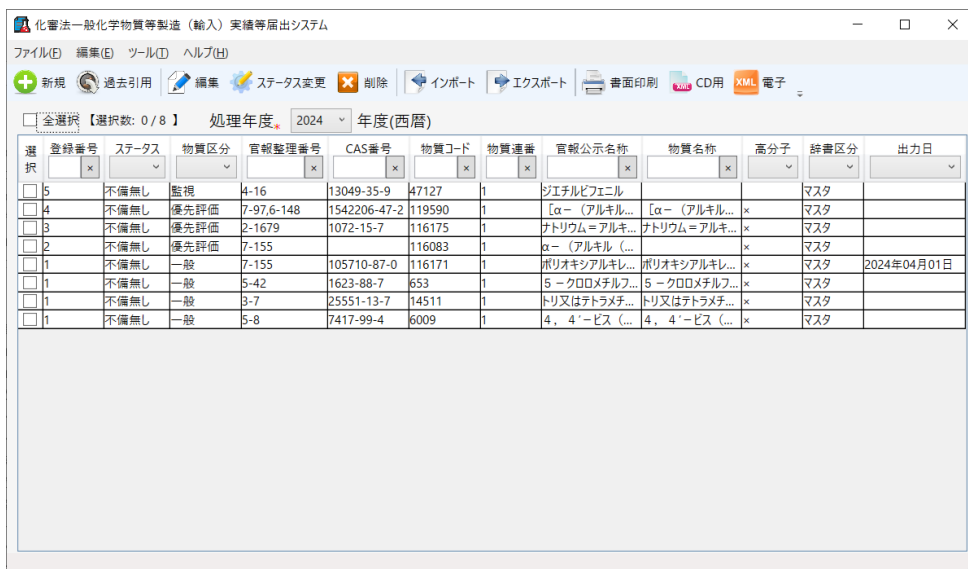 化審法一般化学物質等製造（輸入）実績等届出システム
ファイル(F) 編集(E) ツール(T) ヘルプ(H)
新規 過去引用 編集 ステータス変更 削除 インポート エクスポート 書面印刷 XML CD用 XML 電子
全選択 【選択数: 0 / 8 】 処理年度* 2024 年度(西暦)
選択 登録番号 ステータス 物質区分 官報整理番号 CAS番号 物質コード 物質連番 官報公示名称 物質名称 高分子 辞書区分 出力日
5 不備無し 監視 4-16 13049-35-9 47127 1 ジエチルビフェニル マスタ
4 不備無し 優先評価 7-97,6-148 1542206-47-2 119590 1 [α－（アルキル... [α－（アルキル... × マスタ
3 不備無し 優先評価 2-1679 1072-15-7 116175 1 ナトリウム＝アルキ... ナトリウム＝アルキ... × マスタ
2 不備無し 優先評価 7-155 116083 1 α－（アルキル（... × マスタ
1 不備無し 一般 7-155 105710-87-0 116171 1 ポリオキシアルキレ... ポリオキシアルキレ... × マスタ 2024年04月01日
1 不備無し 一般 5-42 1623-88-7 653 1 5－クロロメチルフ... 5－クロロメチルフ... × マスタ
1 不備無し 一般 3-7 25551-13-7 14511 1 トリ又はテトラメチ... トリ又はテトラメチ... × マスタ
1 不備無し 一般 5-8 7417-99-4 6009 1 4，4´－ビス（... 4，4´－ビス（... × マスタ